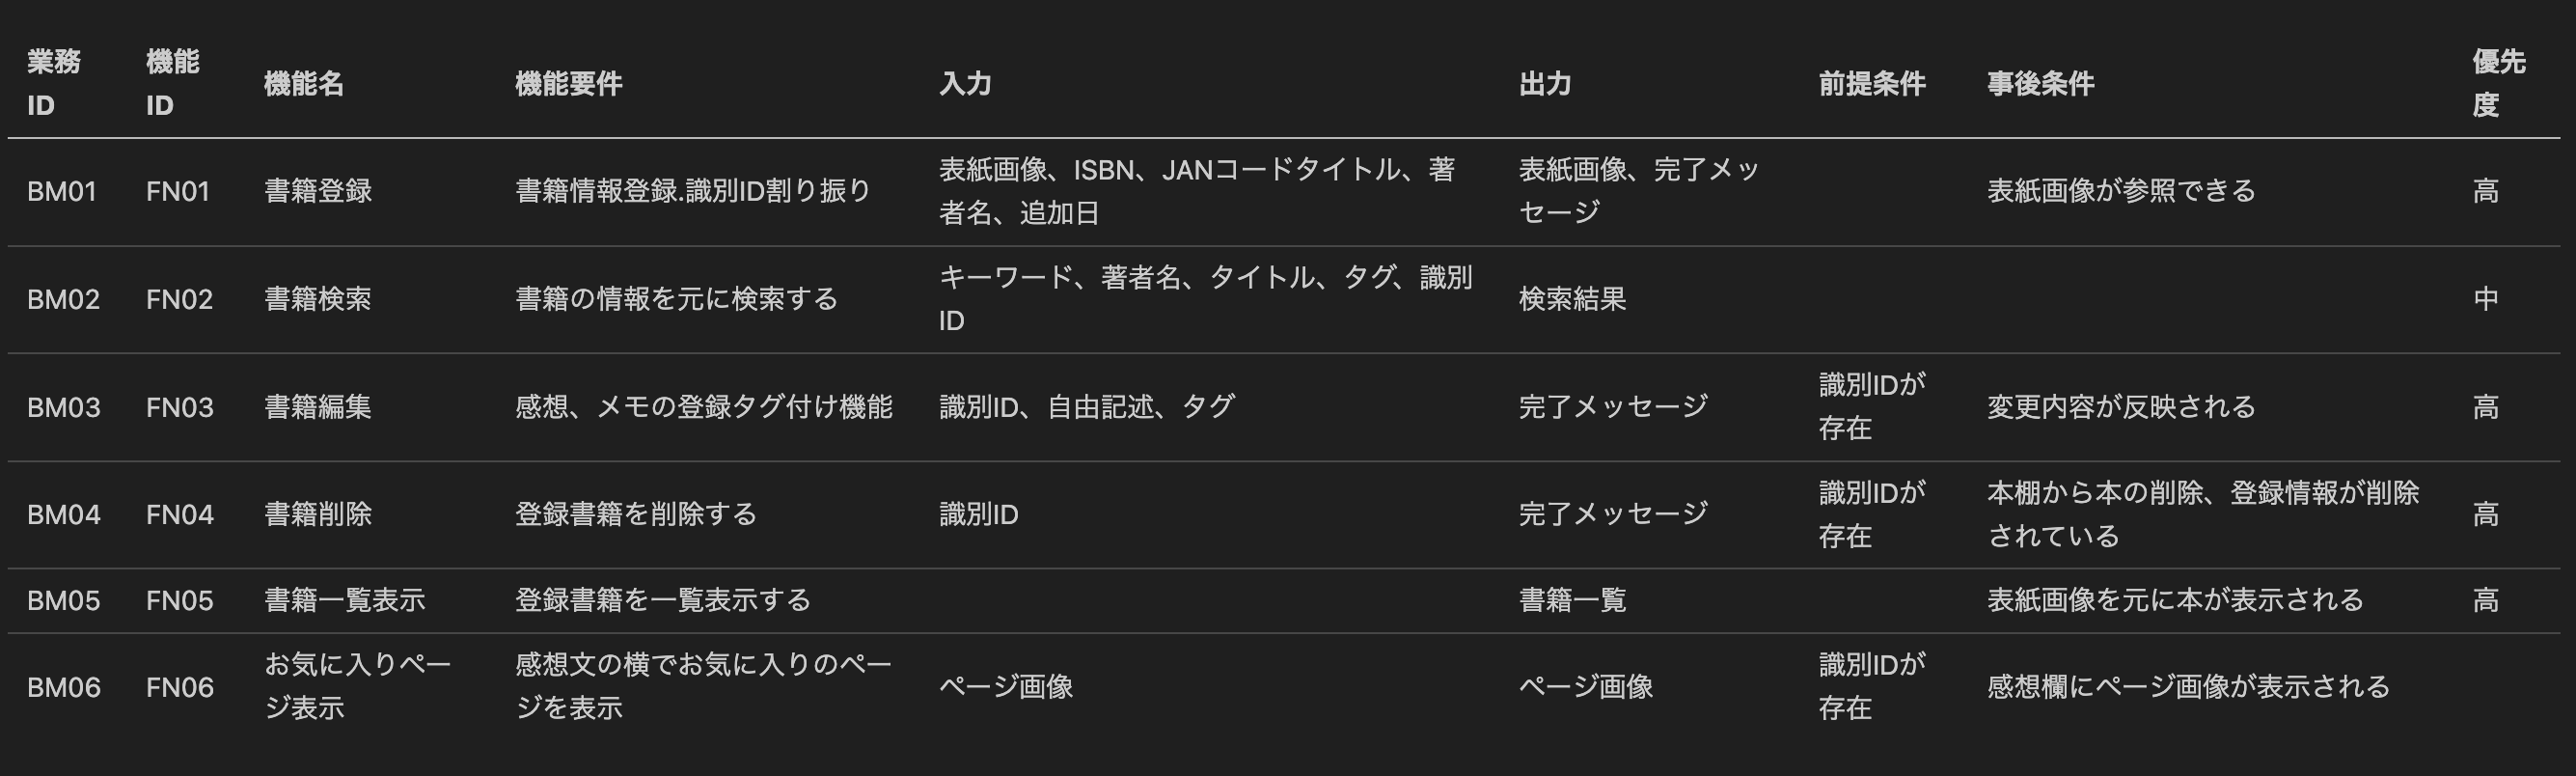 業務ID 機能ID 機能名 機能要件 入力 出力 前提条件 事後条件 優先度
BM01 FN01 書籍登録 書籍情報登録.識別ID割り振り 表紙画像、ISBN、JANコードタイトル、著者名、追加日 表紙画像、完了メッセージ 表紙画像が参照できる 高
BM02 FN02 書籍検索 書籍の情報を元に検索する キーワード、著者名、タイトル、タグ、識別ID 検索結果 中
BM03 FN03 書籍編集 感想、メモの登録タグ付け機能 識別ID、自由記述、タグ 完了メッセージ 識別IDが存在 変更内容が反映される 高
BM04 FN04 書籍削除 登録書籍を削除する 識別ID 完了メッセージ 識別IDが存在 本棚から本の削除、登録情報が削除されている 高
BM05 FN05 書籍一覧表示 登録書籍を一覧表示する 書籍一覧 表紙画像を元に本が表示される 高
BM06 FN06 お気に入りページ表示 感想文の横でお気に入りのページを表示 ページ画像 ページ画像 識別IDが存在 感想欄にページ画像が表示される